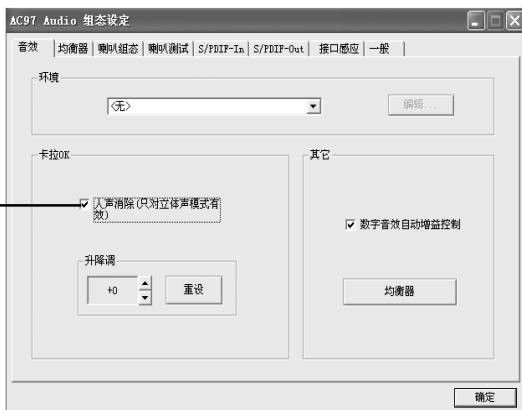 AC97 Audio 组态设定
音效 均衡器 喇叭组态 喇叭测试 S/PDIF-In S/PDIF-Out 接口感应 一般
环境
<无>
编辑...
卡拉OK
人声消除(只对立体声模式有
效)
升降调
+0
重设
其它
数字音效自动增益控制
均衡器
确定